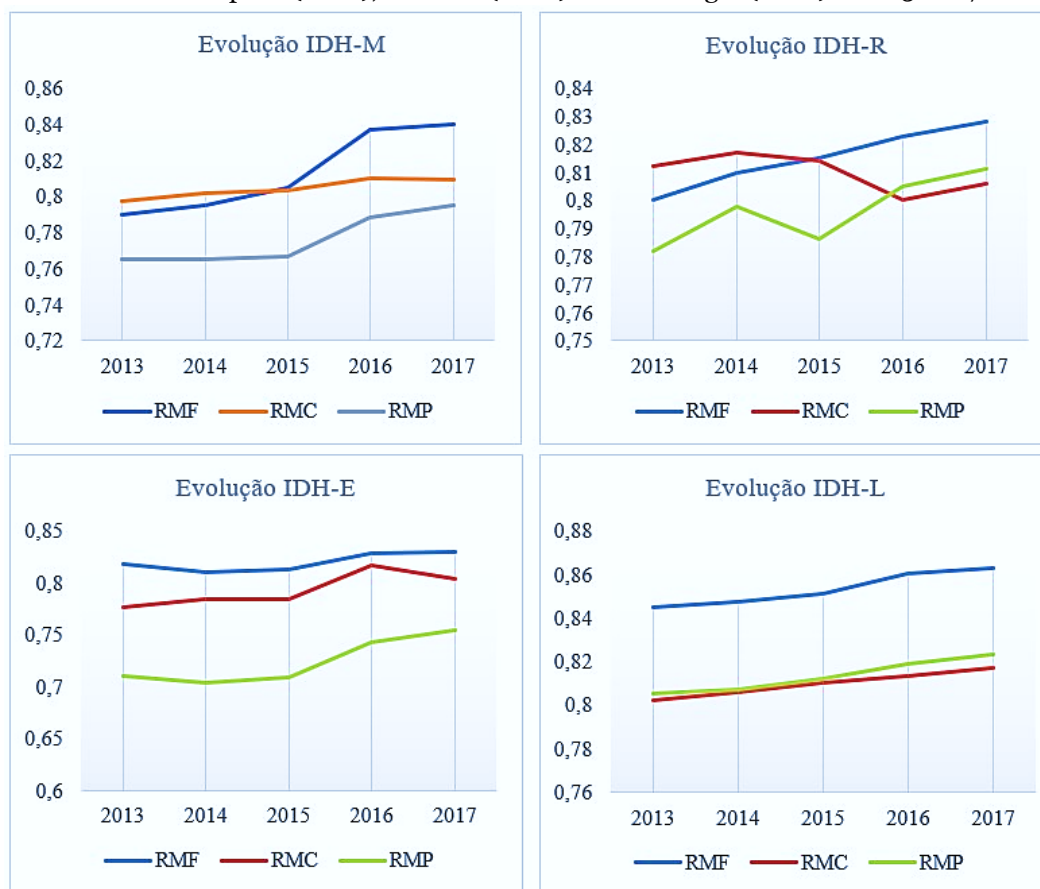 Evolução IDH-M
0,86
0,84
0,82
0,8
0,78
0,76
0,74
0,72
2013 2014 2015 2016 2017
RMF RMC RMP
Evolução IDH-R
0,84
0,83
0,82
0,81
0,8
0,79
0,78
0,77
0,76
0,75
2013 2014 2015 2016 2017
RMF RMC RMP
Evolução IDH-E
0,85
0,8
0,75
0,7
0,65
0,6
2013 2014 2015 2016 2017
RMF RMC RMP
Evolução IDH-L
0,88
0,86
0,84
0,82
0,8
0,78
0,76
2013 2014 2015 2016 2017
RMF RMC RMP